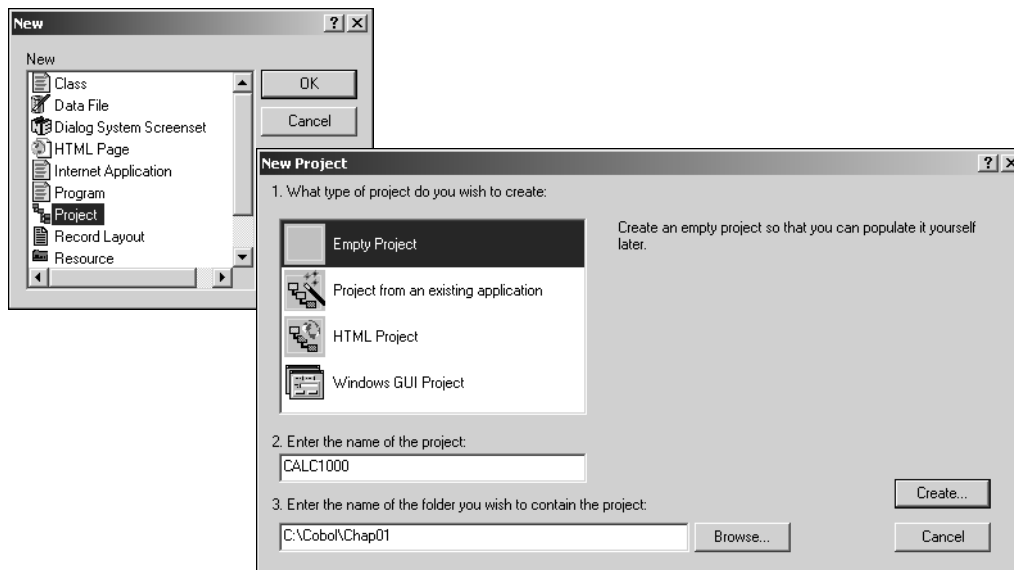 New
New
Class
Data File
Dialog System Screenset
HTML Page
Internet Application
Program
Project
Record Layout
Resource
OK
Cancel
New Project
1. What type of project do you wish to create:
Empty Project
Project from an existing application
HTML Project
Windows GUI Project
Create an empty project so that you can populate it yourself
later.
2. Enter the name of the project:
CALC1000
3. Enter the name of the folder you wish to contain the project:
C:\Cobol\Chap01
Browse...
Create...
Cancel